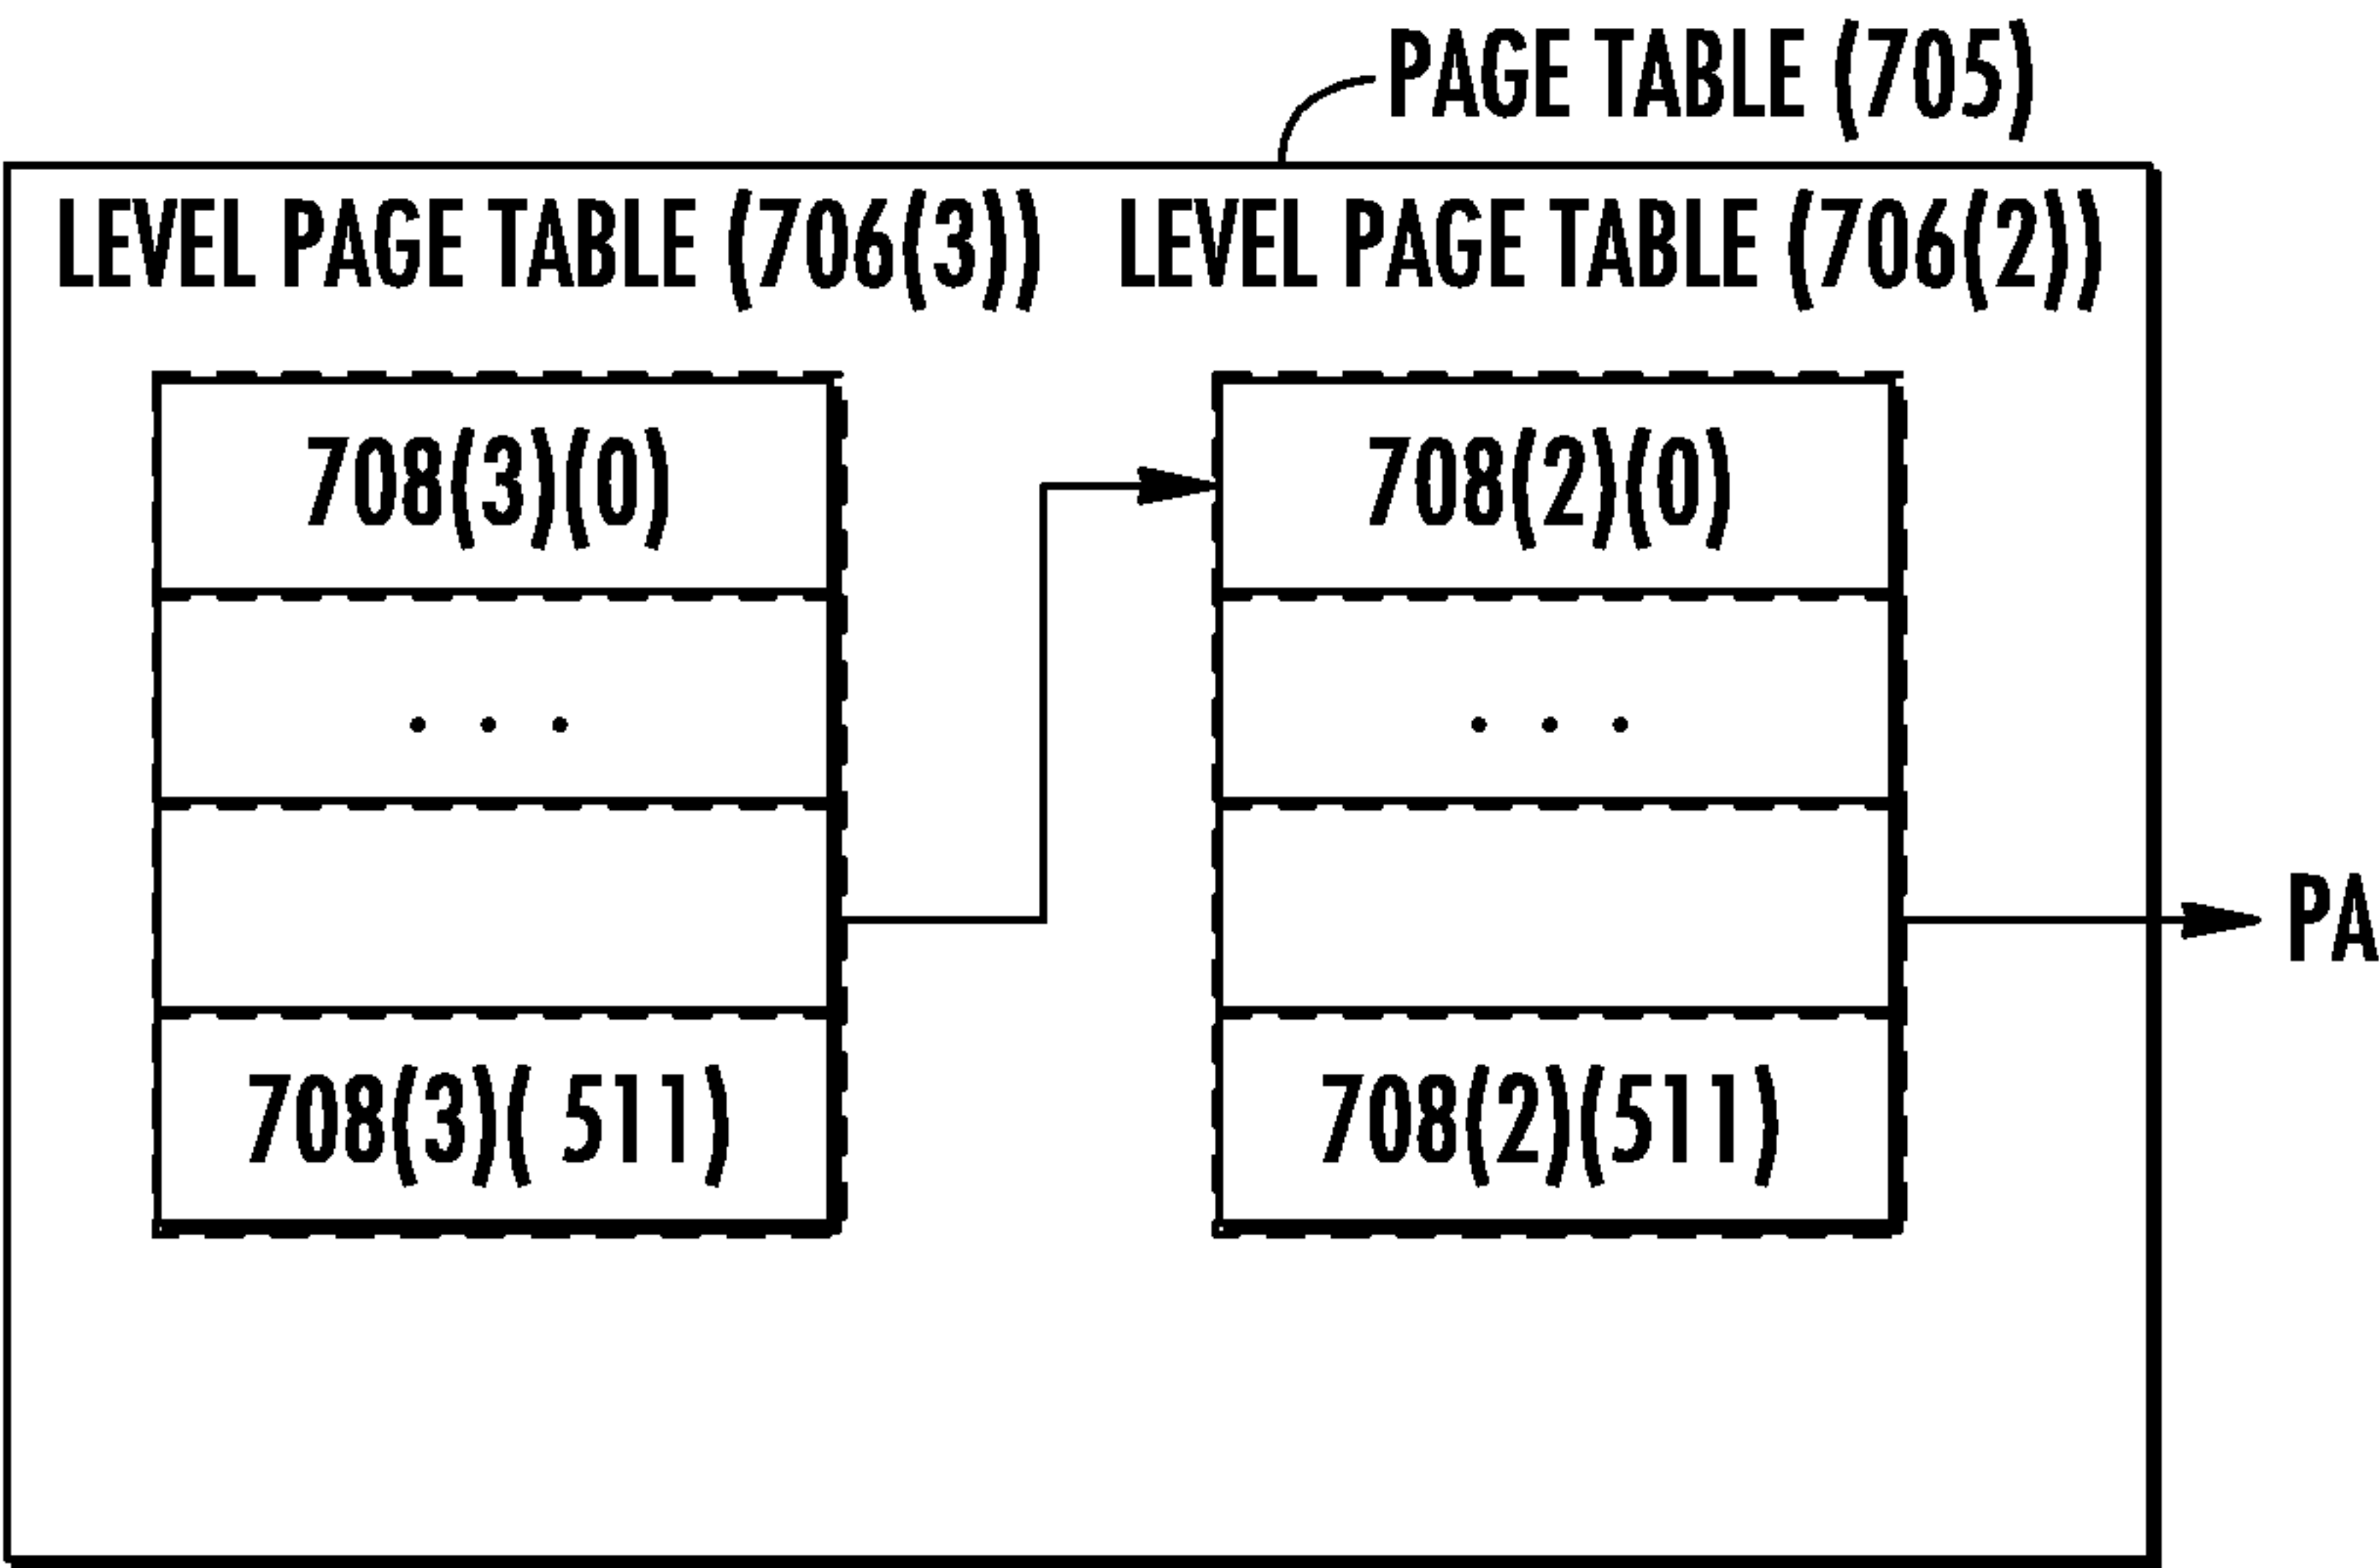 PAGE TABLE (705)
LEVEL PAGE TABLE (706(3)) LEVEL PAGE TABLE (706(2))
708(3)(0) 708(2)(0)
. . . . . .
PA
708(3)( 511) 708(2)(511)